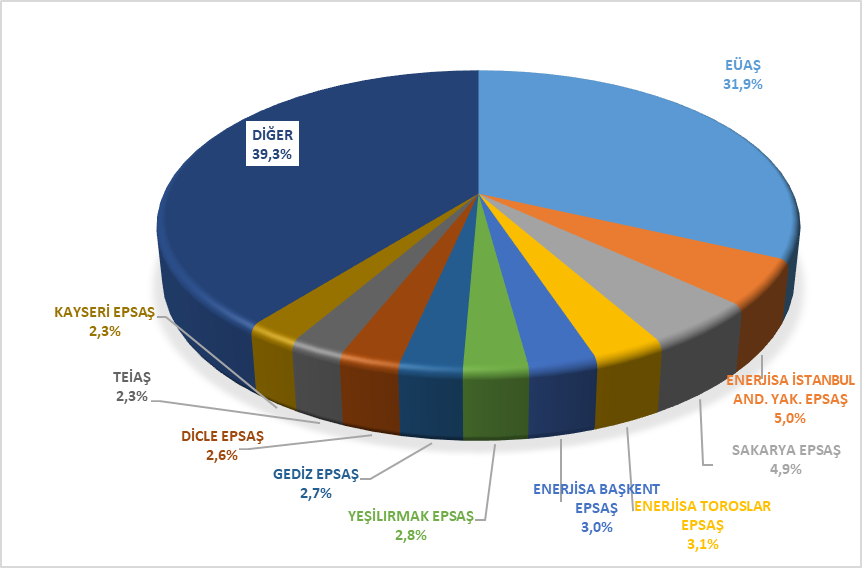 EÜAŞ
31,9%
DİĞER
39,3%
KAYSERİ EPSAŞ
2,3%
TEİAŞ
2,3%
DİCLE EPSAŞ
2,6%
GEDİZ EPSAŞ
2,7%
YEŞİLIRMAK EPSAŞ
2,8%
ENERJİSA BAŞKENT
EPSAŞ
3,0%
ENERJİSA TOROSLAR
EPSAŞ
3,1%
SAKARYA EPSAŞ
4,9%
ENERJİSA İSTANBUL
AND. YAK. EPSAŞ
5,0%